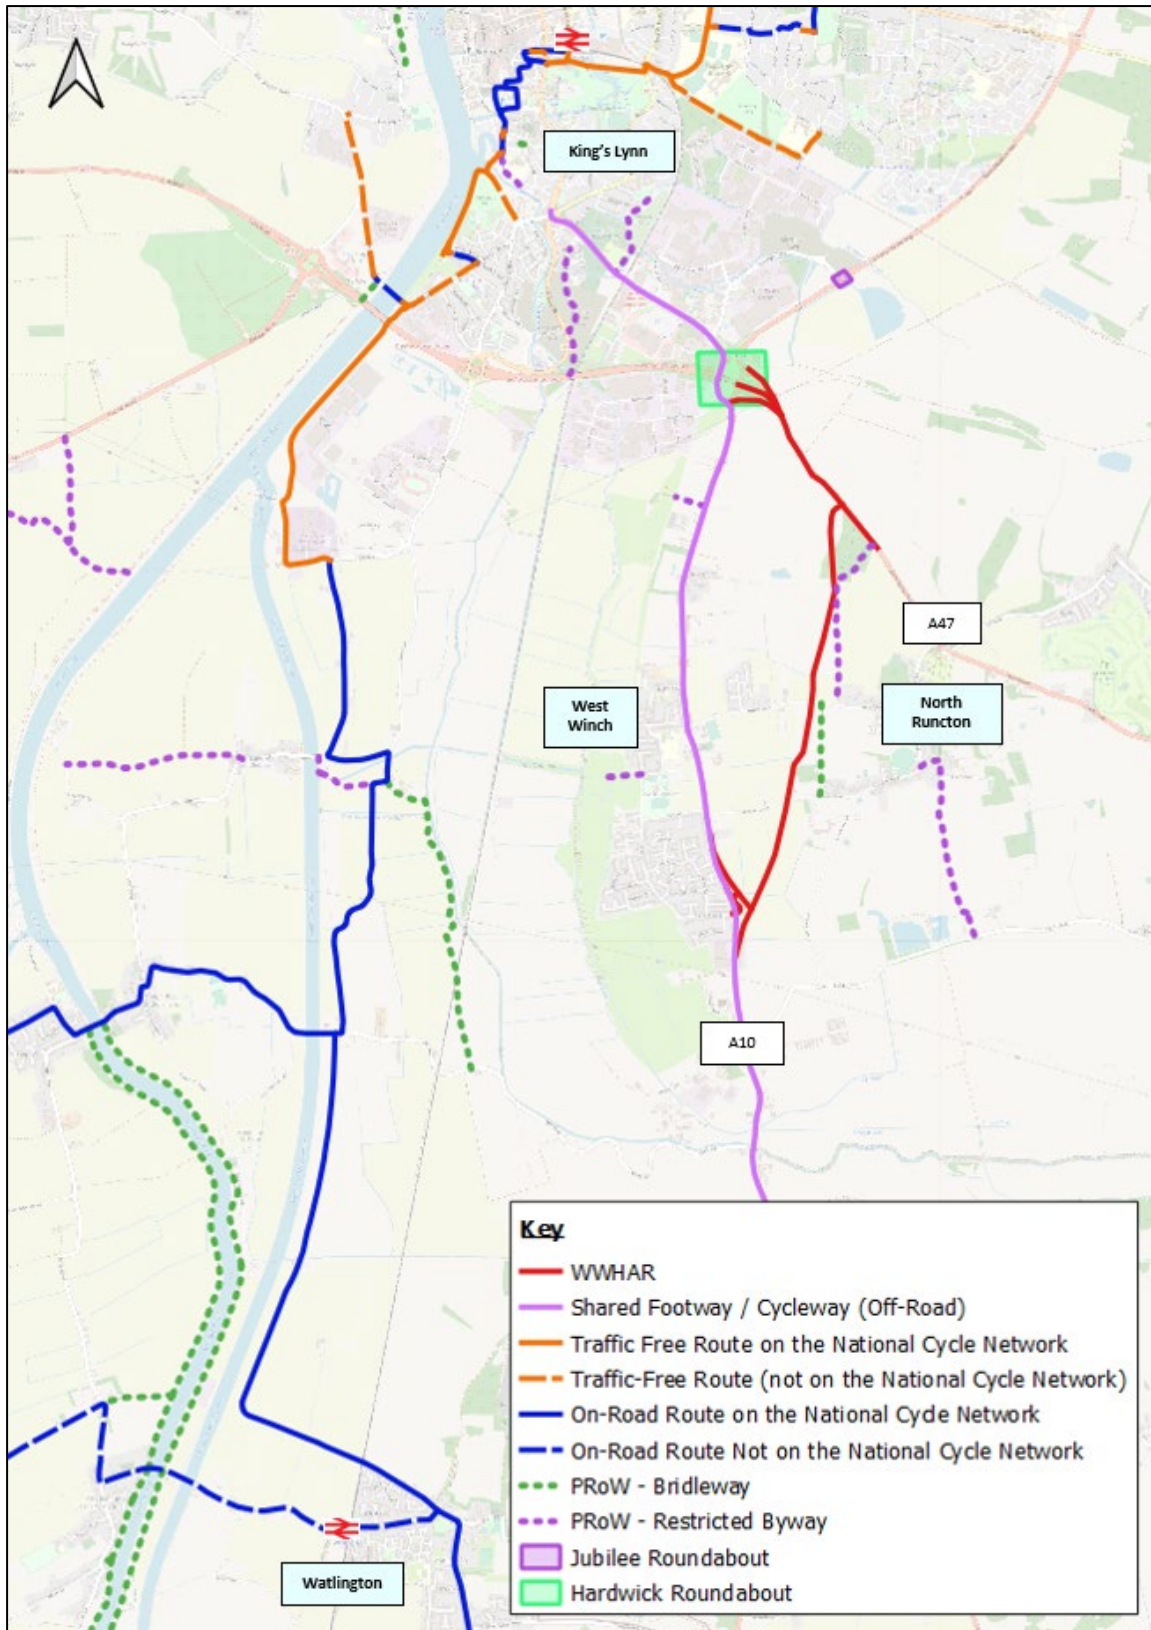 King's Lynn
A47
West
Winch
North
Runcton
A10
Watlington
Key
WWHAR
Shared Footway / Cycleway (Off-Road)
Traffic Free Route on the National Cycle Network
Traffic-Free Route (not on the National Cycle Network)
On-Road Route on the National Cycle Network
On-Road Route Not on the National Cycle Network
PRoW - Bridleway
PRoW - Restricted Byway
Jubilee Roundabout
Hardwick Roundabout